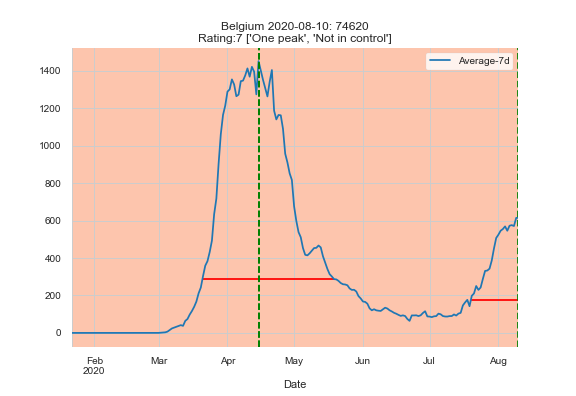 Belgium 2020-08-10: 74620
Rating:7 ['One peak', 'Not in control']
Average-7d
1400
1200
1000
800
600
400
200
0
Feb
2020
Mar
Apr
May
Jun
Jul
Aug
Date